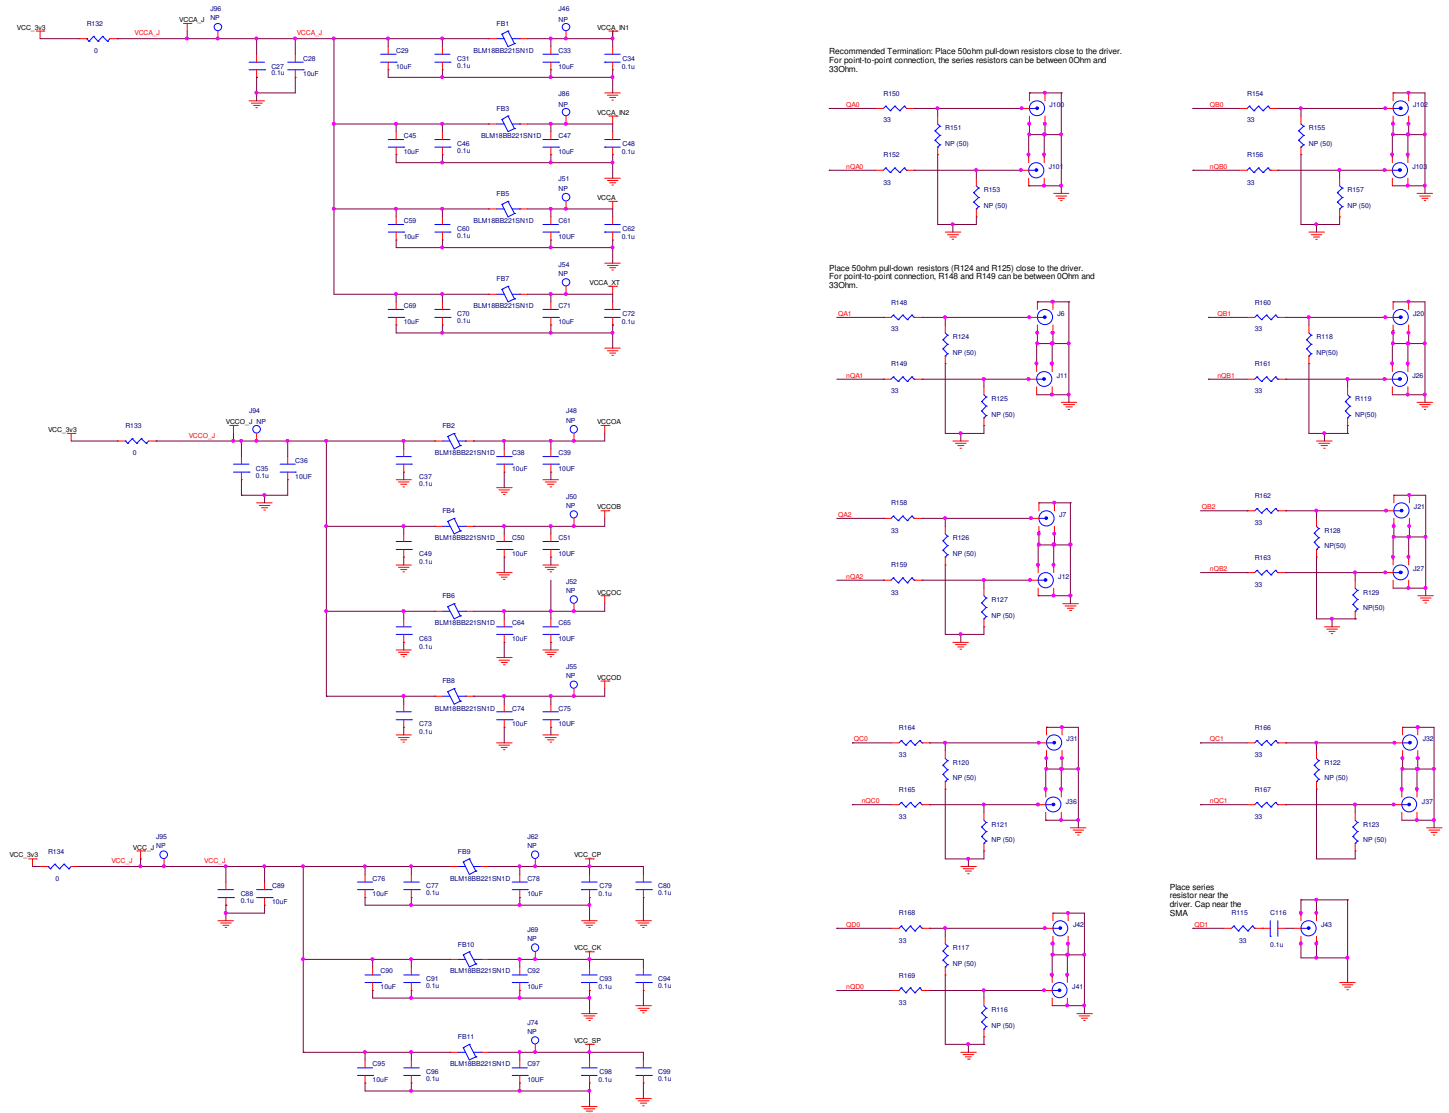 J96
NP
VCCA_J
VCC_3v3
R132
0
VCCA_J
VCCA_J
C27
0.1u
C28
10uF
J46
NP
FB1
BLM18BB221SN1D
VCCA_IN1
C29
10uF
C31
0.1u
C33
10uF
C34
0.1u
J86
NP
FB3
BLM18BB221SN1D
VCCA_IN2
C45
10uF
C46
0.1u
C47
10uF
C48
0.1u
J51
NP
FB5
BLM18BB221SN1D
VCCA
C59
10uF
C60
0.1u
C61
10UF
C62
0.1u
J54
NP
FB7
BLM18BB221SN1D
VCCA_XT
C69
10uF
C70
0.1u
C71
10uF
C72
0.1u
J94
NP
VCCO_J
VCC_3v3
R133
0
VCCO_J
C35
0.1u
C36
10UF
J48
NP
FB2
BLM18BB221SN1D
VCCOA
C37
0.1u
C38
10uF
C39
10UF
J50
NP
FB4
BLM18BB221SN1D
VCCOB
C49
0.1u
C50
10uF
C51
10UF
J52
NP
FB6
BLM18BB221SN1D
VCCOC
C63
0.1u
C64
10uF
C65
10UF
J55
NP
FB8
BLM18BB221SN1D
VCCOD
C73
0.1u
C74
10uF
C75
10UF
J95
NP
VCC_J
VCC_3v3
R134
0
VCC_J
VCC_J
C88
0.1u
C89
10uF
J62
NP
FB9
BLM18BB221SN1D
VCC_CP
C76
10uF
C77
0.1u
C78
10uF
C79
0.1u
C80
0.1u
J69
NP
FB10
BLM18BB221SN1D
VCC_CK
C90
10uF
C91
0.1u
C92
10uF
C93
0.1u
C94
0.1u
J74
NP
FB11
BLM18BB221SN1D
VCC_SP
C95
10uF
C96
0.1u
C97
10UF
C98
0.1u
C99
0.1u
Recommended Termination: Place 50ohm pull-down resistors close to the driver.
For point-to-point connection, the series resistors can be between 0Ohm and
33Ohm.
QA0
R150
33
R151
NP (50)
J100
nQA0
R152
33
R153
NP (50)
J101
QB0
R154
33
R155
NP (50)
J102
nQB0
R156
33
R157
NP (50)
J103
Place 50ohm pull-down resistors (R124 and R125) close to the driver.
For point-to-point connection, R148 and R149 can be between 0Ohm and
33Ohm.
QA1
R148
33
R124
NP (50)
J6
nQA1
R149
33
R125
NP (50)
J11
QB1
R160
33
R118
NP(50)
J20
nQB1
R161
33
R119
NP(50)
J26
QA2
R158
33
R126
NP (50)
J7
nQA2
R159
33
R127
NP (50)
J12
QB2
R162
33
R128
NP(50)
J21
nQB2
R163
33
R129
NP(50)
J27
QC0
R164
33
R120
NP (50)
J31
nQC0
R165
33
R121
NP (50)
J36
QC1
R166
33
R122
NP (50)
J32
nQC1
R167
33
R123
NP (50)
J37
QD0
R168
33
R117
NP (50)
J42
nQD0
R169
33
R116
NP (50)
J41
Place series
resistor near the
driver. Cap near the
SMA
QD1
R115
33
C116
0.1u
J43